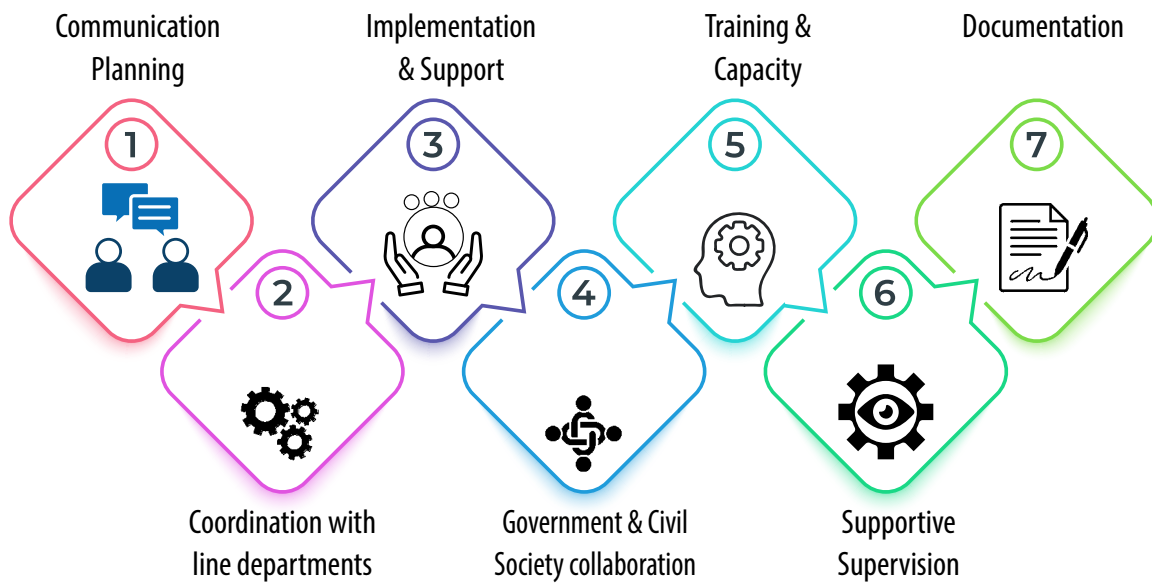 Communication
Planning
1
2
Coordination with
line departments
Implementation
& Support
3
4
Government & Civil
Society collaboration
Training &
Capacity
5
6
Supportive
Supervision
Documentation
7